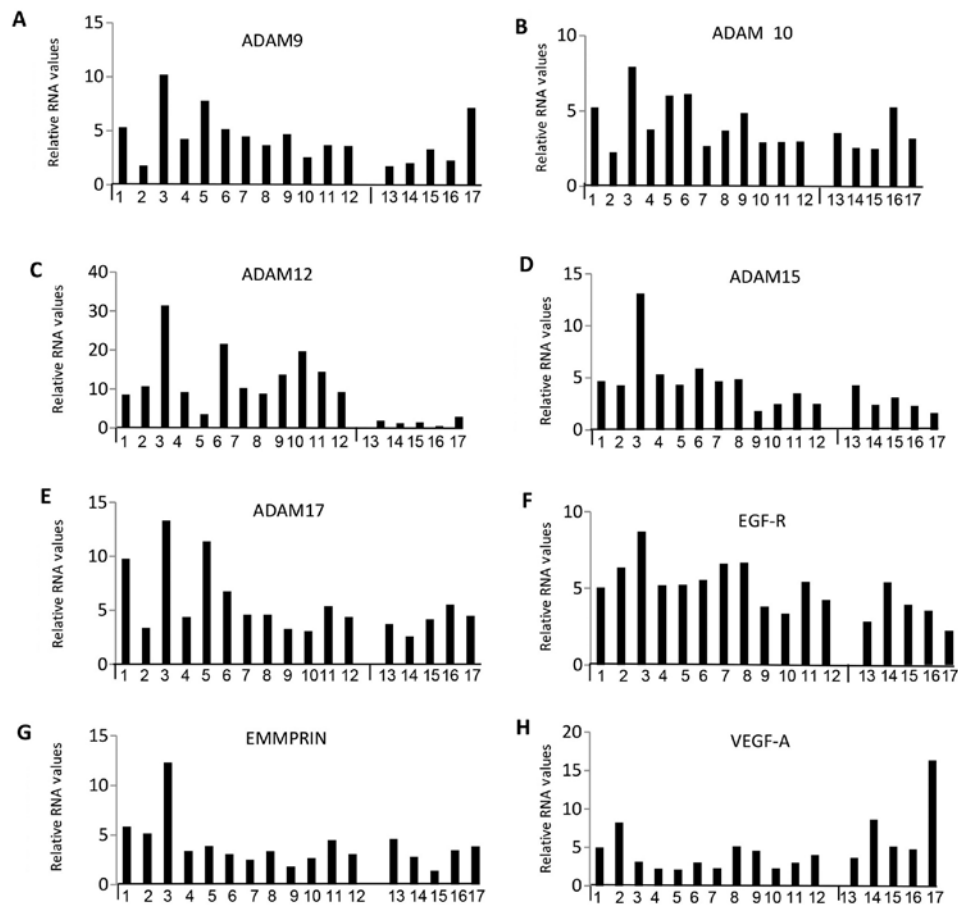 A
ADAM9
Relative RNA values
15
10
5
0
1 2 3 4 5 6 7 8 9 10 11 12 13 14 15 16 17
B
ADAM 10
Relative RNA values
10
5
0
1 2 3 4 5 6 7 8 9 10 11 12 13 14 15 16 17
C
ADAM12
Relative RNA values
40
30
20
10
0
1 2 3 4 5 6 7 8 9 10 11 12 13 14 15 16 17
D
ADAM15
Relative RNA values
15
10
5
0
1 2 3 4 5 6 7 8 9 10 11 12 13 14 15 16 17
E
ADAM17
Relative RNA values
15
10
5
0
1 2 3 4 5 6 7 8 9 10 11 12 13 14 15 16 17
F
EGF-R
Relative RNA values
10
5
0
1 2 3 4 5 6 7 8 9 10 11 12 13 14 15 16 17
G
EMMPRIN
Relative RNA values
15
10
5
0
1 2 3 4 5 6 7 8 9 10 11 12 13 14 15 16 17
H
VEGF-A
Relative RNA values
20
15
10
5
0
1 2 3 4 5 6 7 8 9 10 11 12 13 14 15 16 17